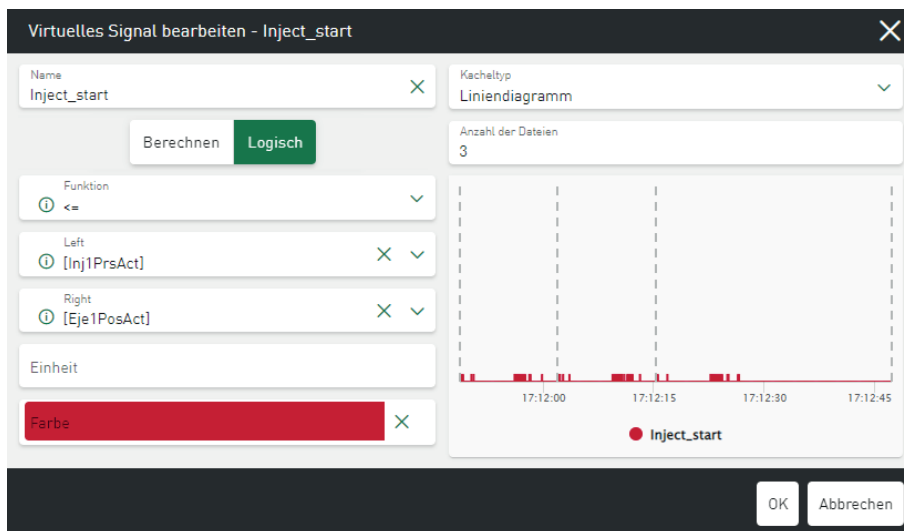 Virtuelles Signal bearbeiten - Inject_start
Name
Inject_start
Berechnen
Logisch
Funktion
<=
Left
[Inj1PrsAct]
Right
[Eje1PosAct]
Einheit
Farbe
Kacheltyp
Liniendiagramm
Anzahl der Dateien
3
17:12:00
17:12:15
17:12:30
17:12:45
Inject_start
OK
Abbrechen